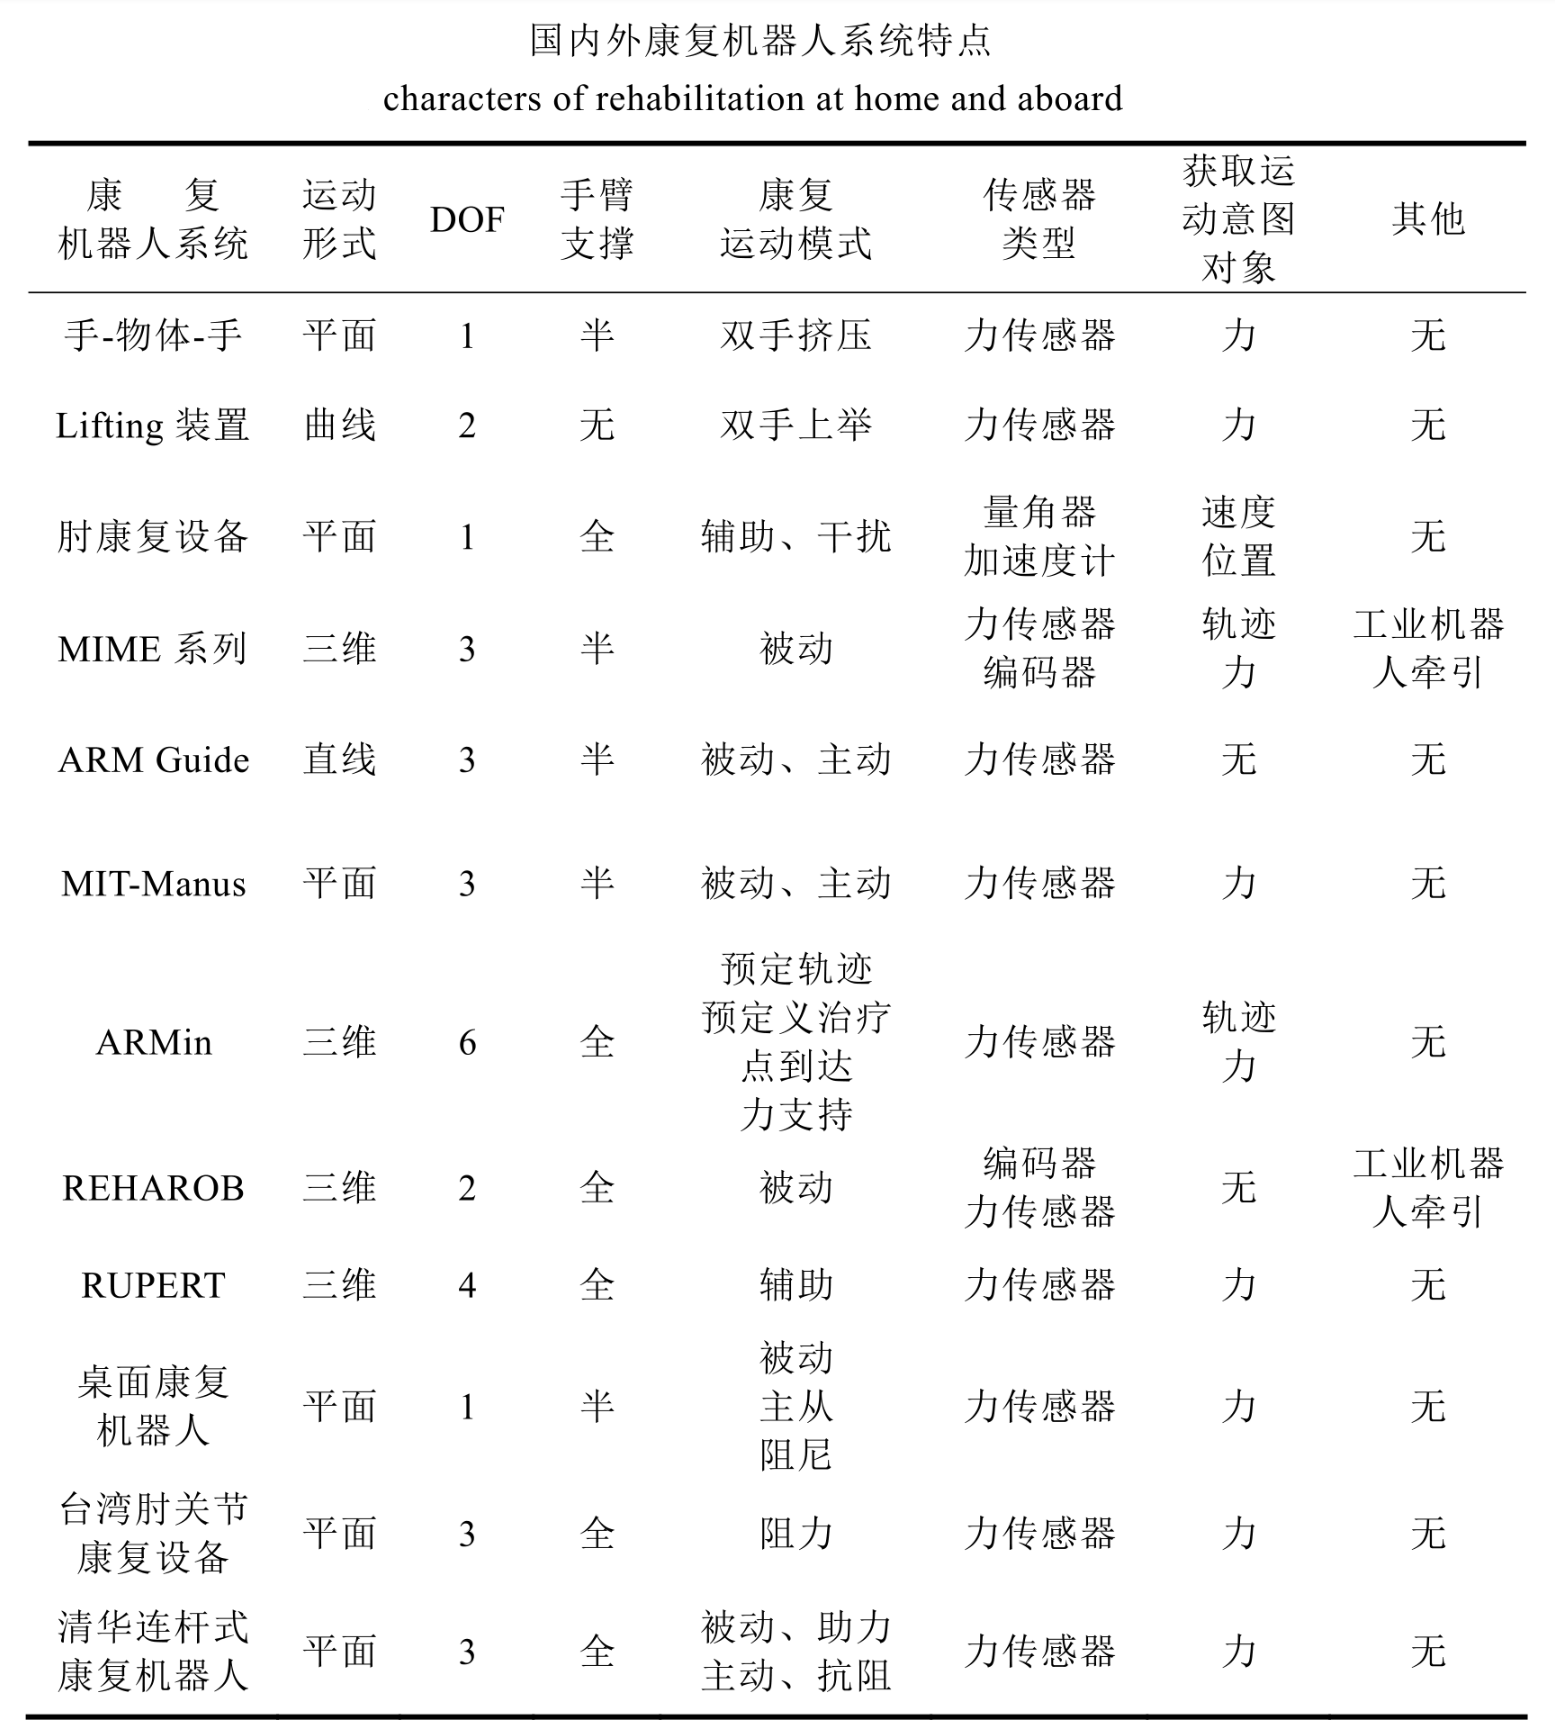 国内外康复机器人系统特点
characters of rehabilitation at home and aboard
康 复 机器人系统 运动形式 DOF 手臂支撑 康复运动模式 传感器类型 获取运动意图对象 其他
手-物体-手 平面 1 半 双手挤压 力传感器 力 无
Lifting 装置 曲线 2 无 双手上举 力传感器 力 无
肘康复设备 平面 1 全 辅助、干扰 量角器 加速度计 速度 位置 无
MIME 系列 三维 3 半 被动 力传感器 编码器 轨迹 力 工业机器人牵引
ARM Guide 直线 3 半 被动、主动 力传感器 无 无
MIT-Manus 平面 3 半 被动、主动 力传感器 力 无
ARMin 三维 6 全 预定轨迹 预定义治疗点到达 力支持 力传感器 轨迹 力 无
REHAROB 三维 2 全 被动 编码器 力传感器 无 工业机器人牵引
RUPERT 三维 4 全 辅助 力传感器 力 无
桌面康复机器人 平面 1 半 被动 主从 阻尼 力传感器 力 无
台湾肘关节康复设备 平面 3 全 阻力 力传感器 力 无
清华连杆式康复机器人 平面 3 全 被动、助力 主动、抗阻 力传感器 力 无